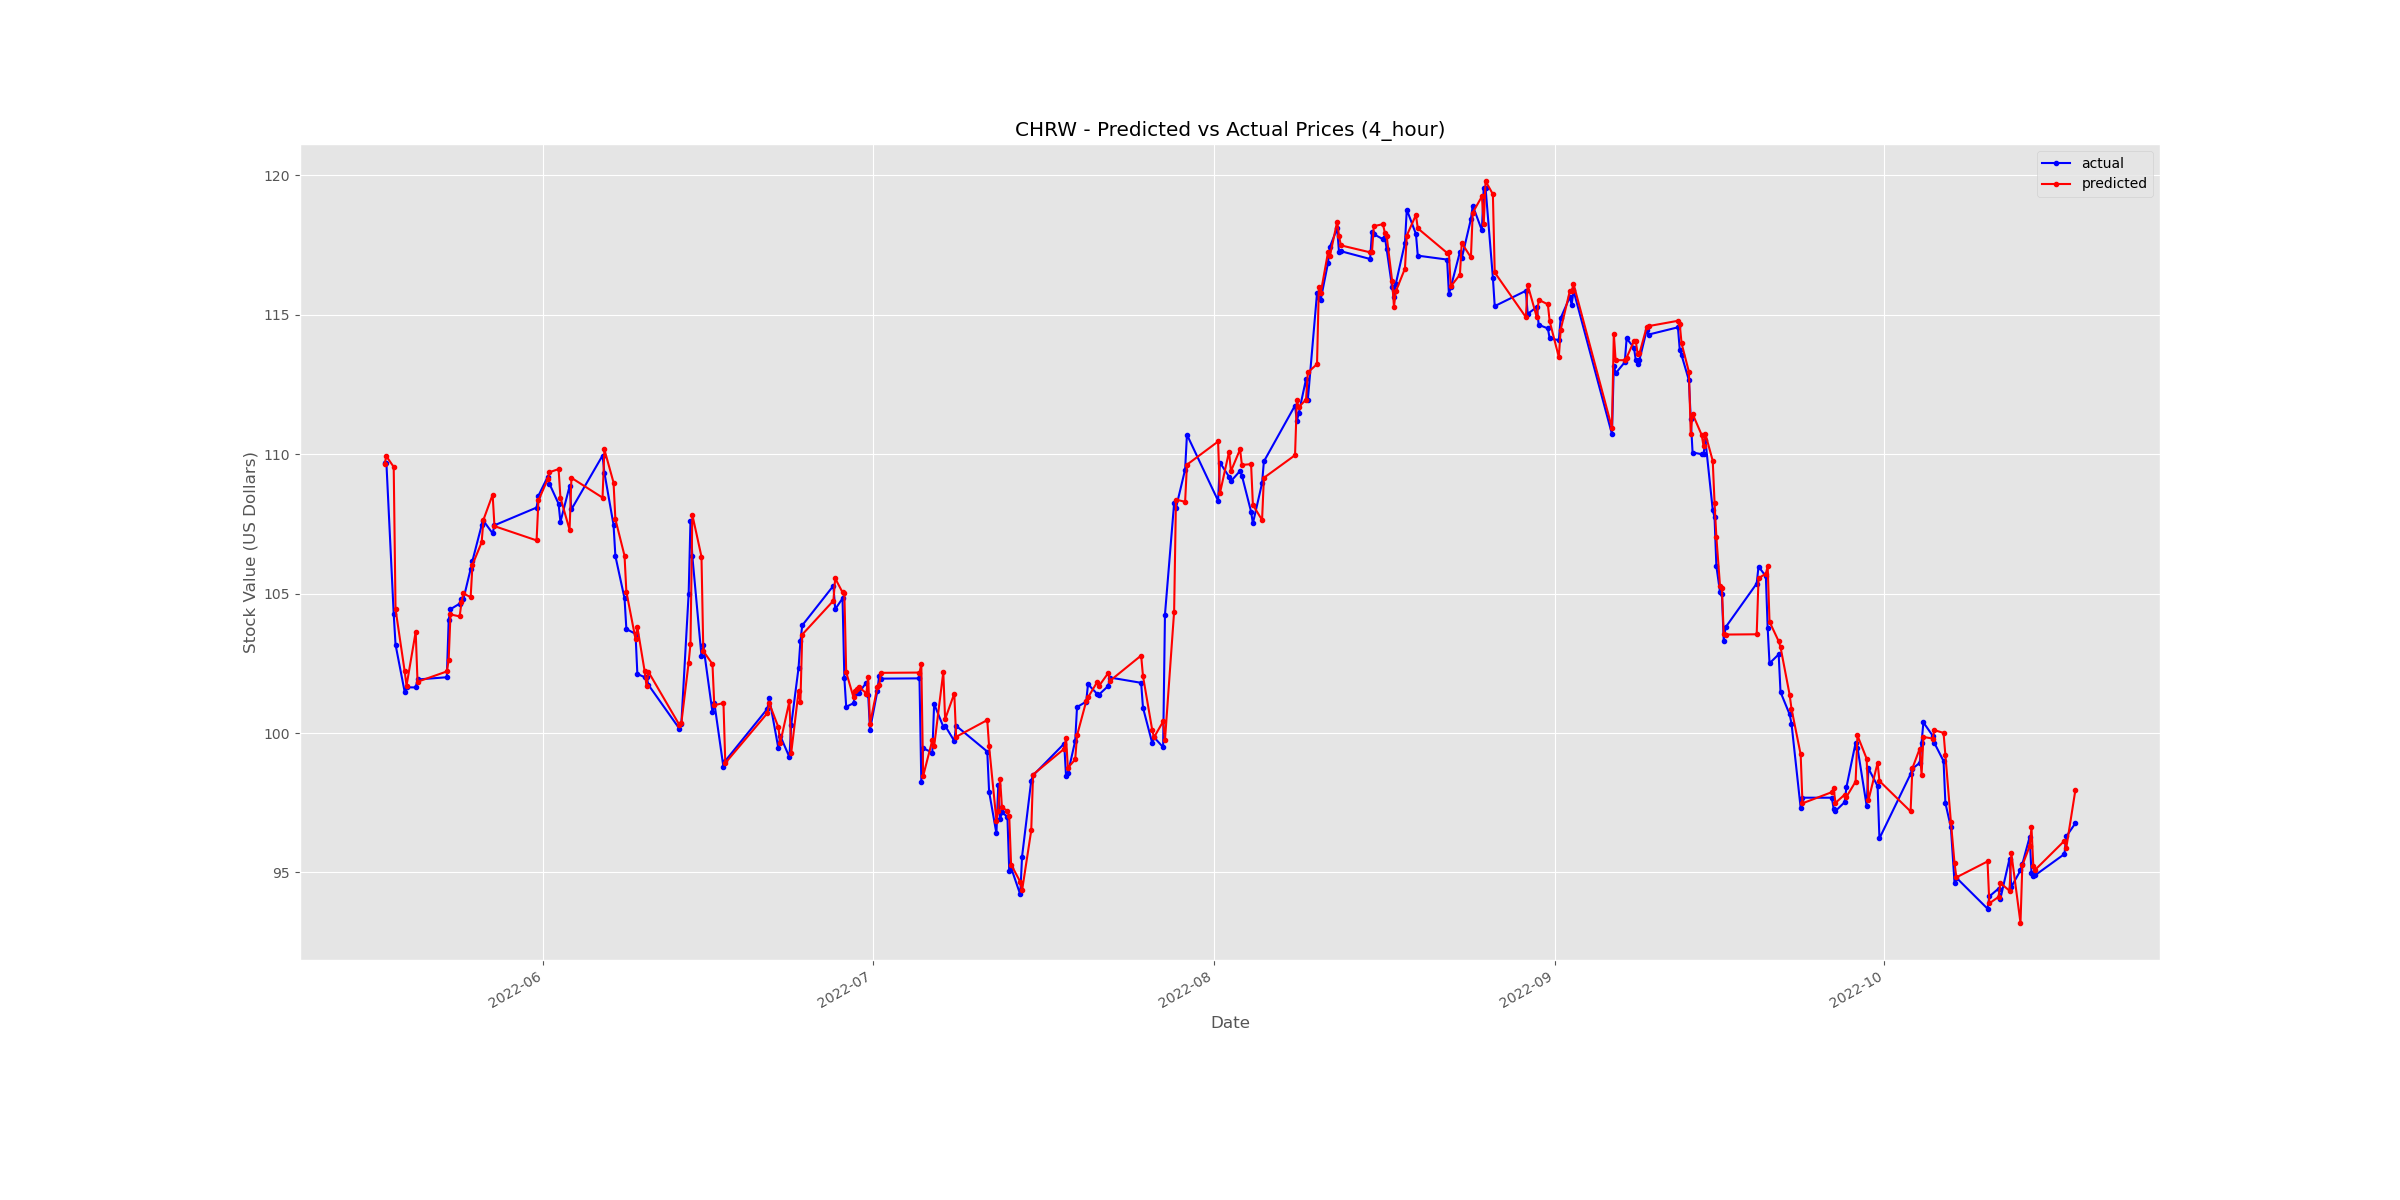 CHRW - Predicted vs Actual Prices (4_hour)
actual
predicted
Stock Value (US Dollars)
120
115
110
105
100
95
2022-06
2022-07
2022-08
2022-09
2022-10
Date